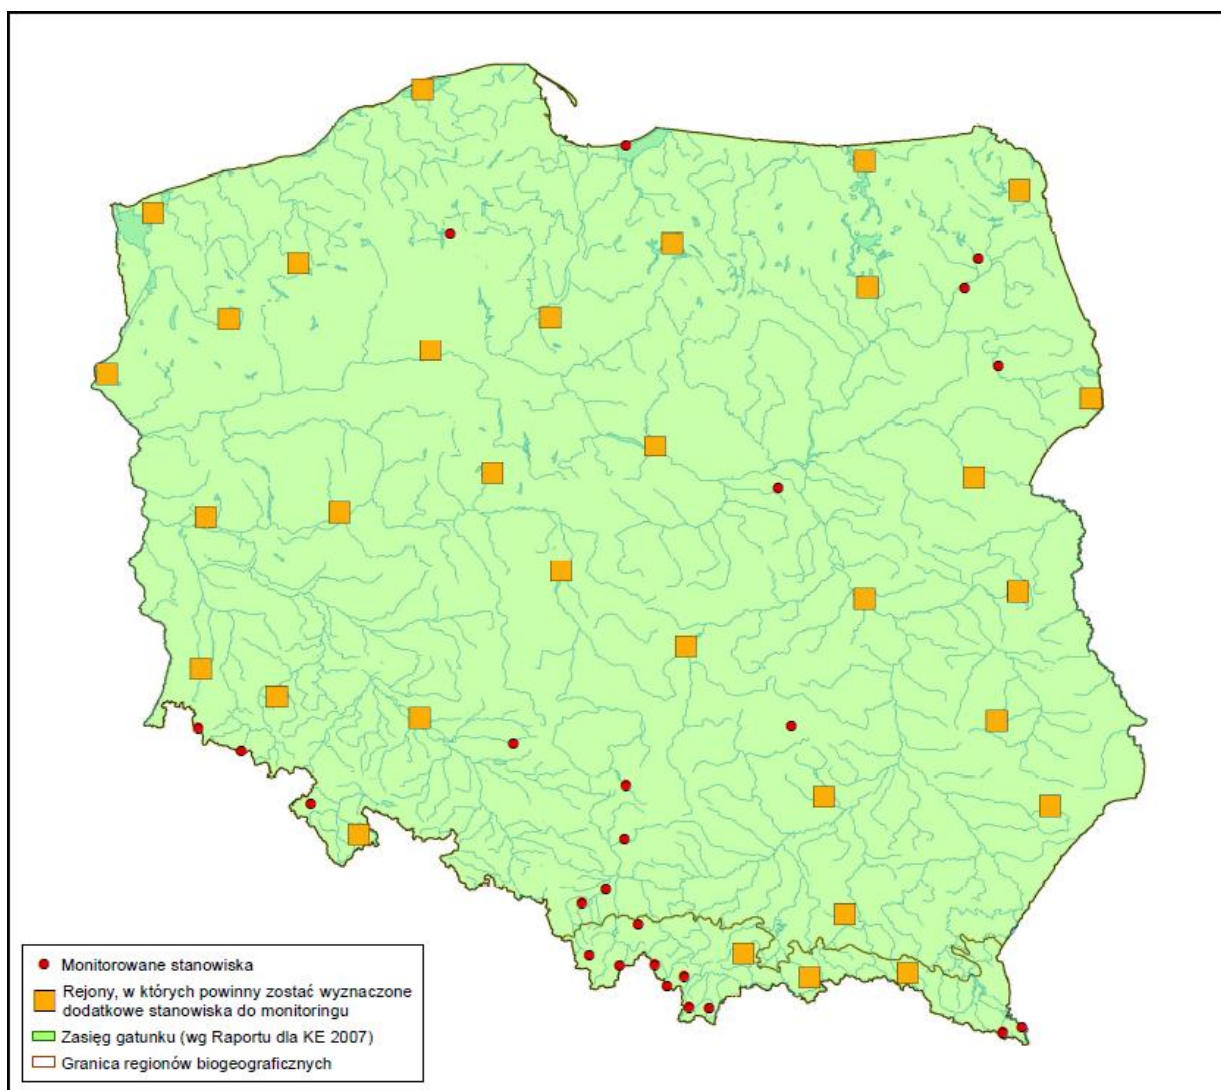 Monitorowane stanowiska
Rejony, w których powinny zostać wyznaczone
dodatkowe stanowiska do monitoringu
Zasięg gatunku (wg Raportu dla KE 2007)
Granica regionów biogeograficznych